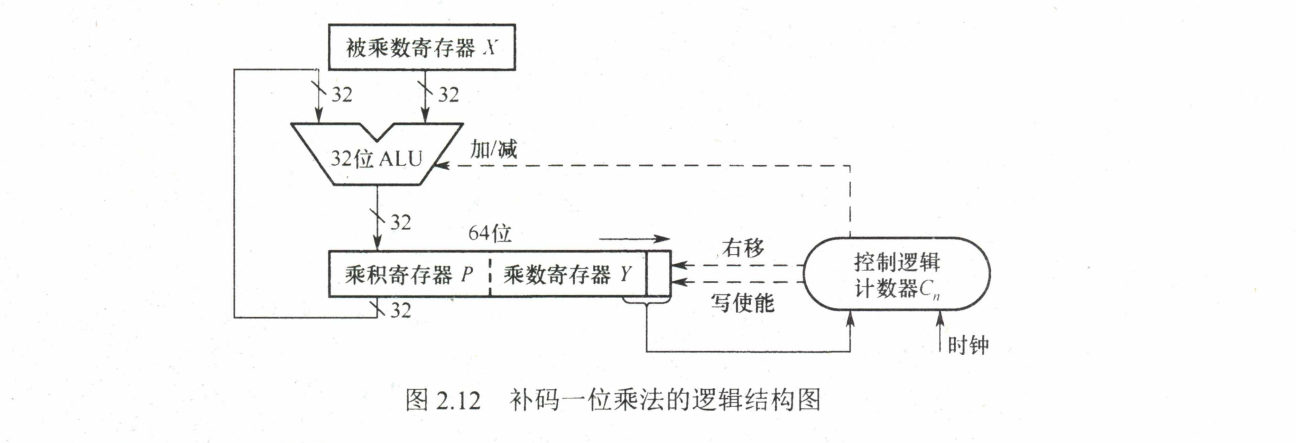 被乘数寄存器 X
32
32
32位 ALU
加/减
32
64位
乘积寄存器 P
乘数寄存器 Y
右移
写使能
控制逻辑
计数器Cₙ
32
时钟
图 2.12 补码一位乘法的逻辑结构图